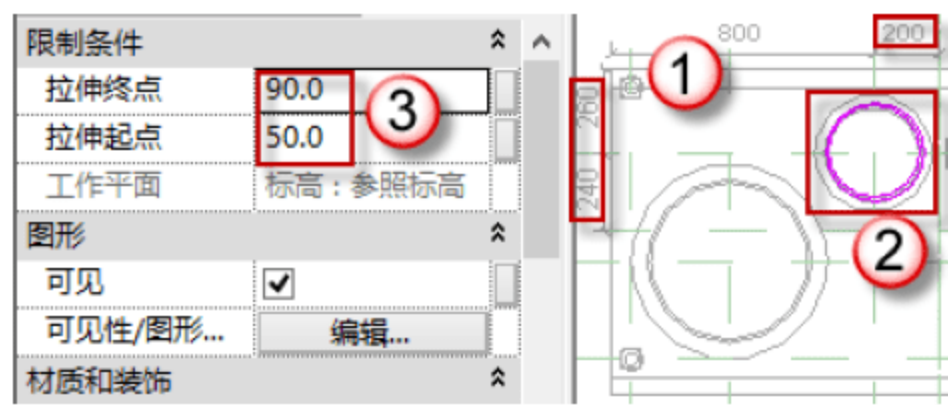 限制条件
拉伸终点 90.0
拉伸起点 50.0
工作平面 标高：参照标高
图形
可见
可见性/图形... 编辑...
材质和装饰
3
800
200
1
260
240
2